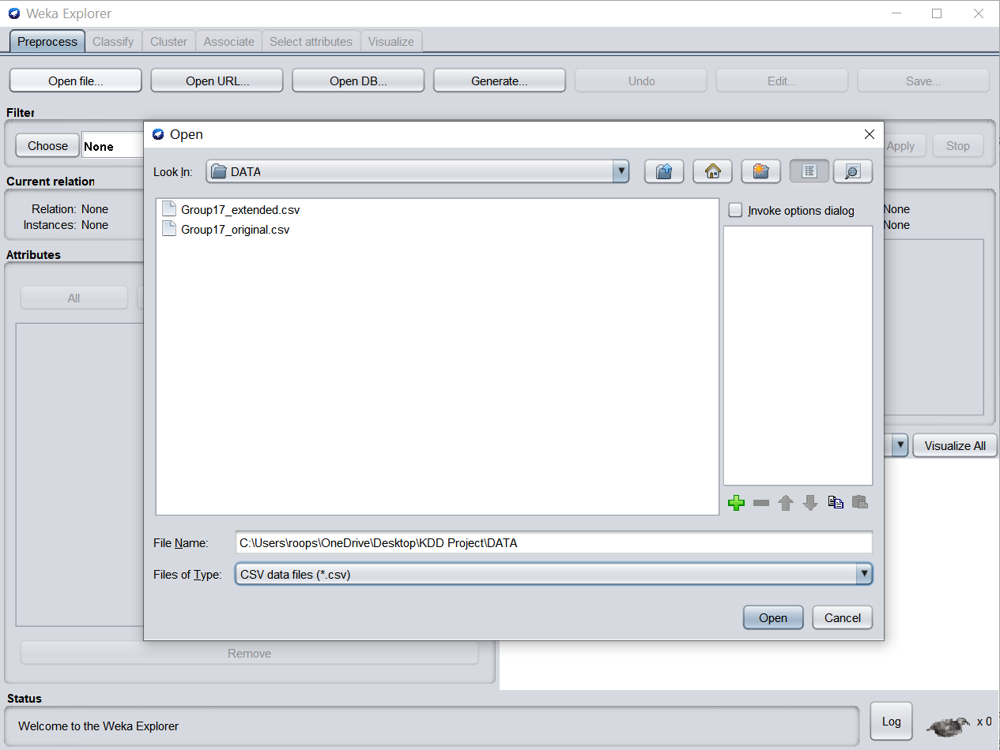 Weka Explorer
Preprocess Classify Cluster Associate Select attributes Visualize
Open file... Open URL... Open DB... Generate... Undo Edit... Save...
Filter
Choose None Apply Stop
Open
Look In: DATA
Current relation
Relation: None None
Instances: None None
Group17_extended.csv
Group17_original.csv
Invoke options dialog
Attributes
All
Visualize All
File Name: C:\Users\roops\OneDrive\Desktop\KDD Project\DATA
Files of Type: CSV data files (*.csv)
Open Cancel
Remove
Status
Welcome to the Weka Explorer
Log x 0